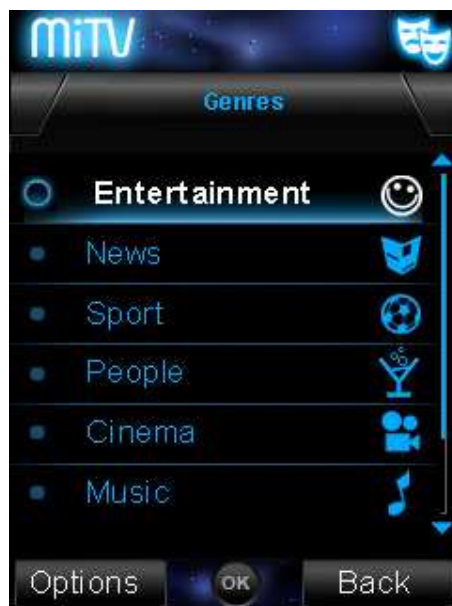 MiTV
Genres
Entertainment
News
Sport
People
Cinema
Music
Options OK Back